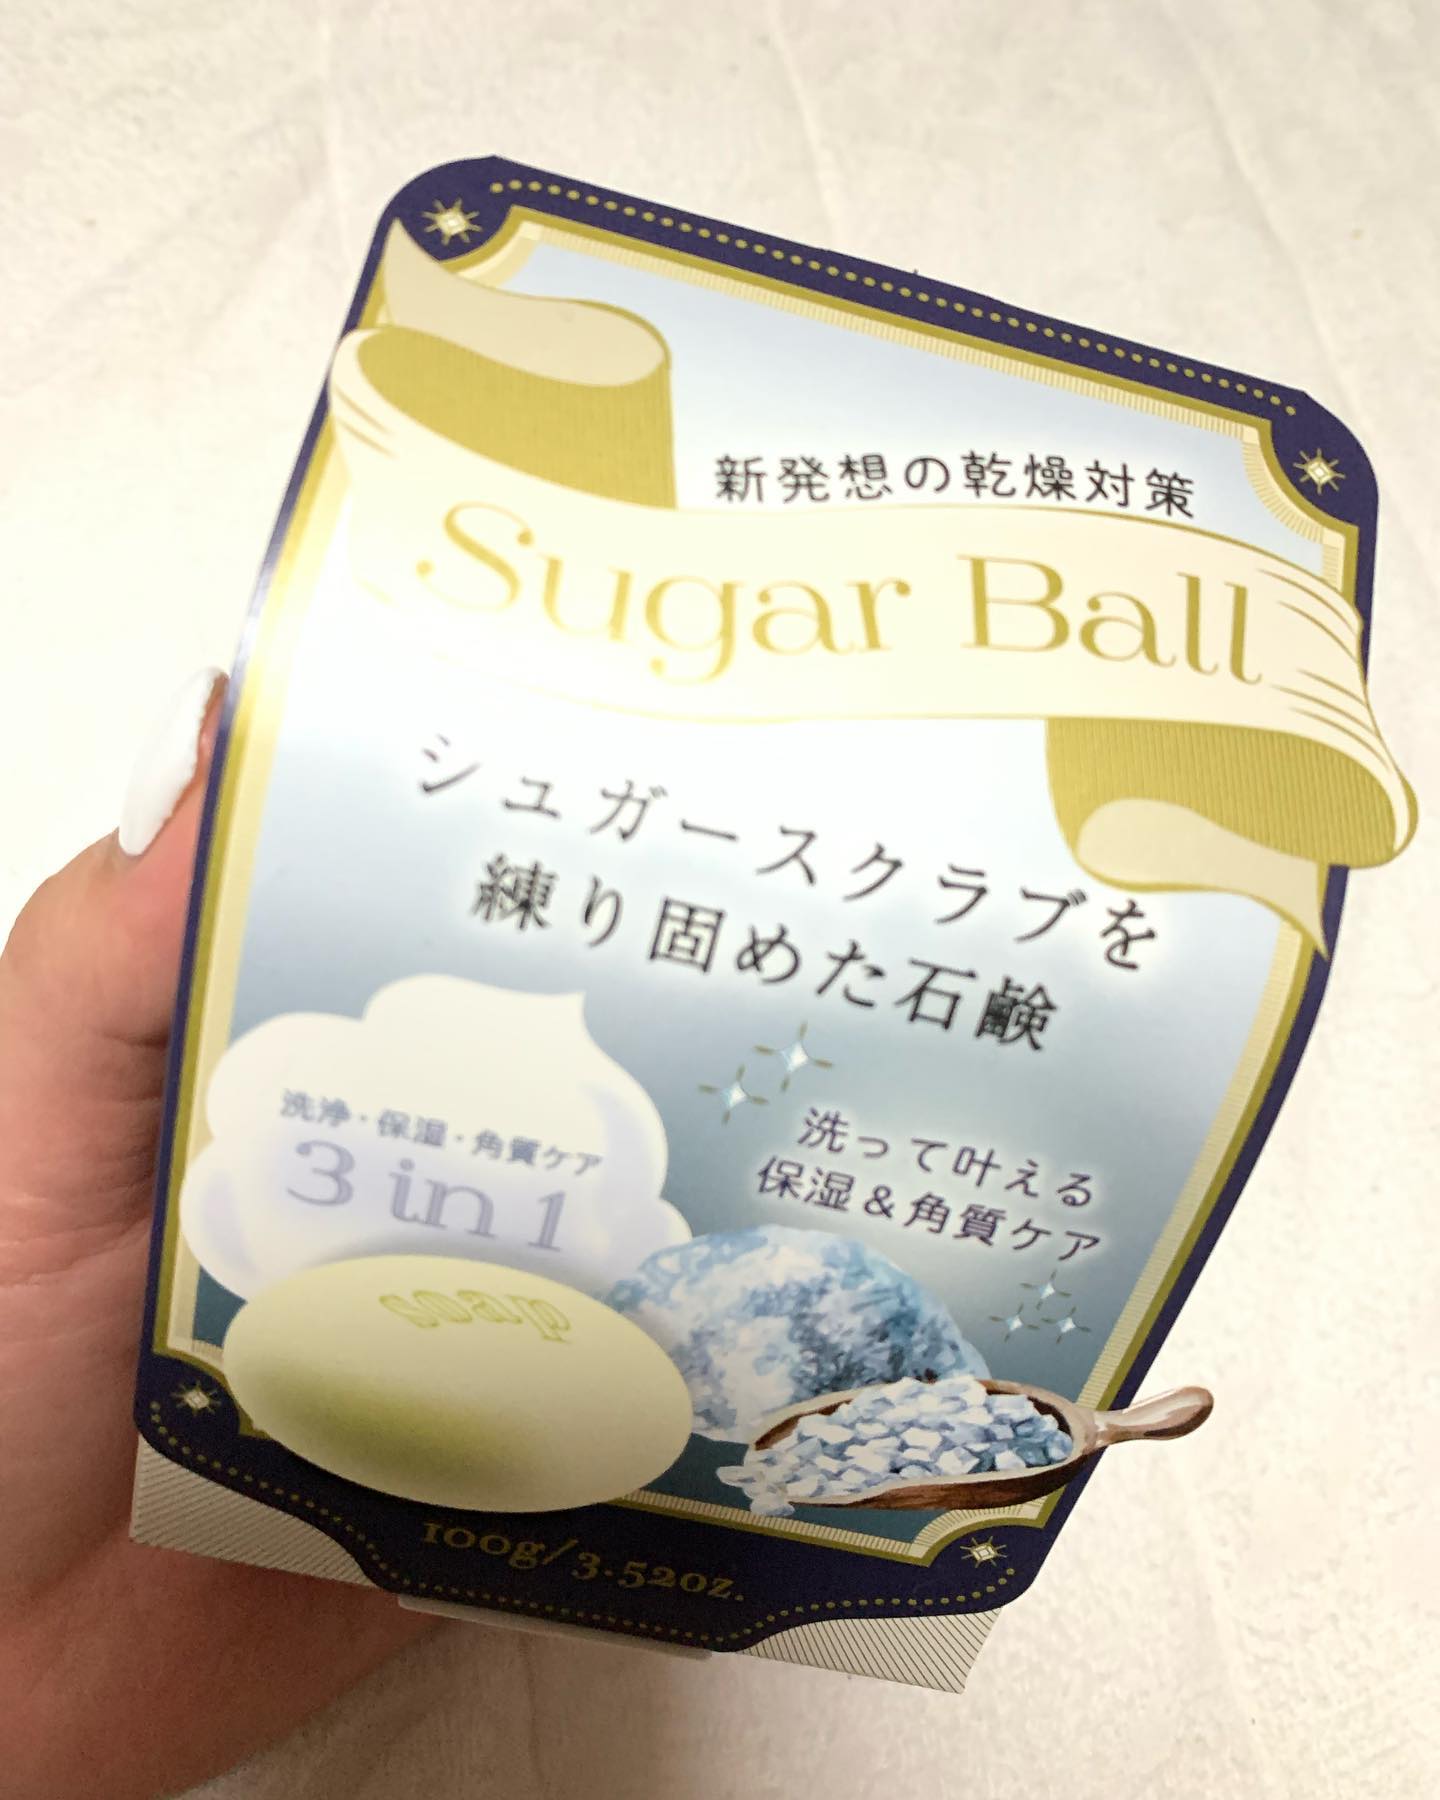 新発想の乾燥対策
Sugar Ball
シュガースクラブを
練り固めた石鹸
洗浄・保湿・角質ケア
3 in 1
洗って叶える
保湿&角質ケア
soap
100g/3.52oz.